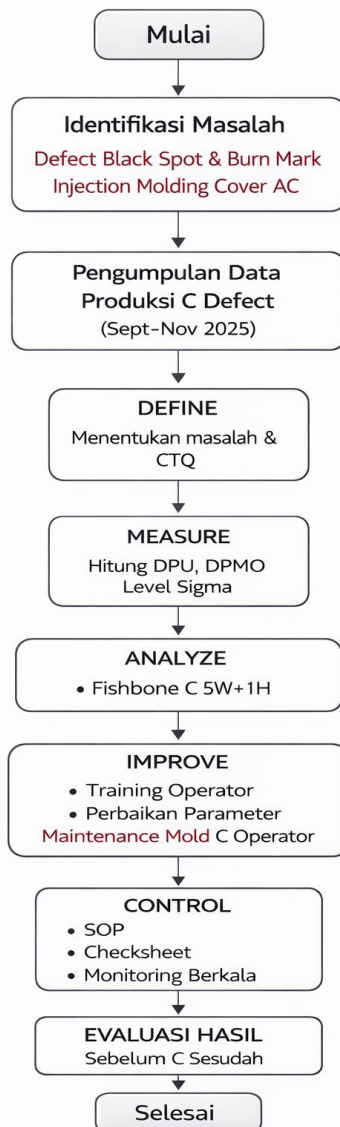 Mulai
Identifikasi Masalah
Defect Black Spot & Burn Mark
Injection Molding Cover AC
Pengumpulan Data
Produksi C Defect
(Sept-Nov 2025)
DEFINE
Menentukan masalah &
CTQ
MEASURE
Hitung DPU, DPMO
Level Sigma
ANALYZE
• Fishbone C 5W+1H
IMPROVE
• Training Operator
• Perbaikan Parameter
Maintenance Mold C Operator
CONTROL
• SOP
• Checksheet
• Monitoring Berkala
EVALUASI HASIL
Sebelum C Sesudah
Selesai